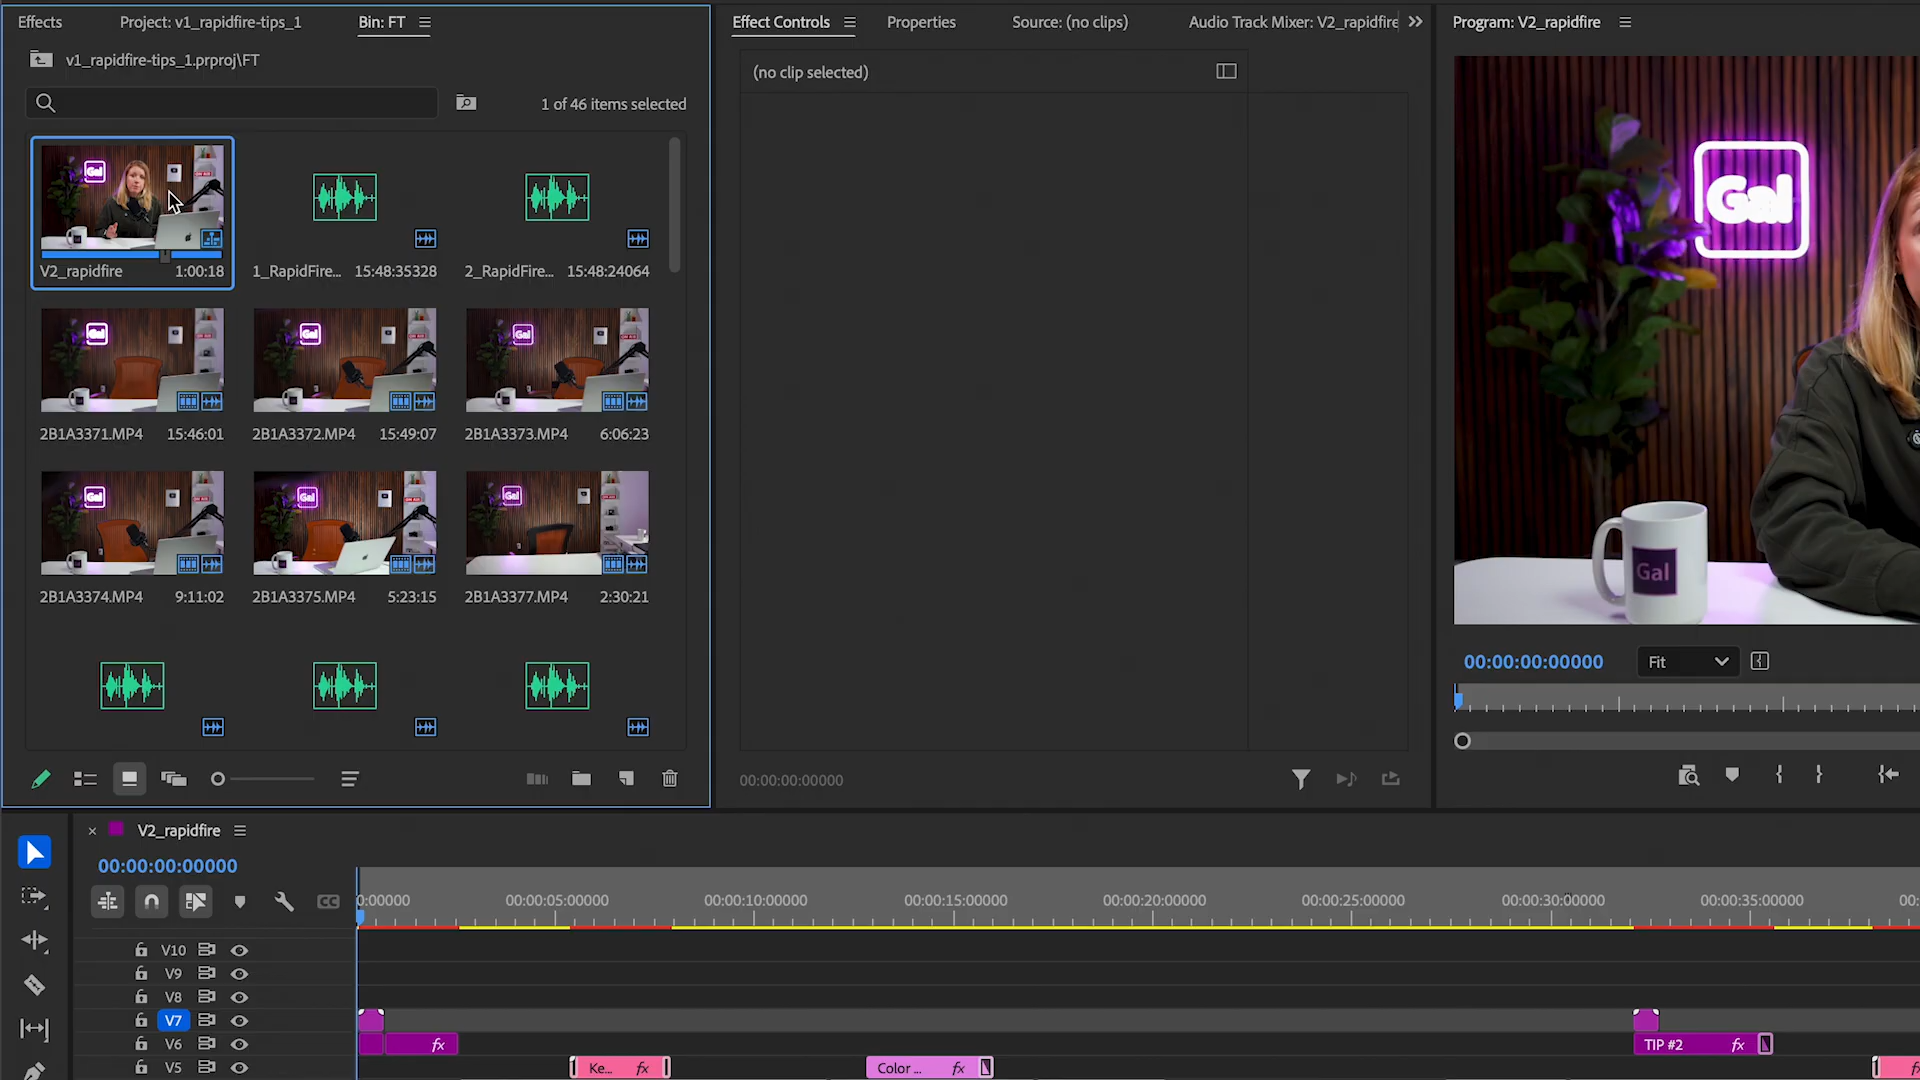 Effects Project: v1_rapidfire-tips_1 Bin: FT
Effect Controls Properties Source: (no clips) Audio Track Mixer: V2_rapidfire
Program: V2_rapidfire
v1_rapidfire-tips_1.prproj\FT
1 of 46 items selected
(no clip selected)
Gal
V2_rapidfire 1:00:18
1_RapidFire... 15:48:35328
2_RapidFire... 15:48:24064
2B1A3371.MP4 15:46:01
2B1A3372.MP4 15:49:07
2B1A3373.MP4 6:06:23
2B1A3374.MP4 9:11:02
2B1A3375.MP4 5:23:15
2B1A3377.MP4 2:30:21
Gal
00:00:00:00000 Fit
00:00:00:00000
V2_rapidfire
00:00:00:00000
CC
0:00000 00:00:05:00000 00:00:10:00000 00:00:15:00000 00:00:20:00000 00:00:25:00000 00:00:30:00000 00:00:35:00000 00:
V10
V9
V8
V7
V6 fx TIP #2 fx
V5 Ke... fx Color ... fx fx